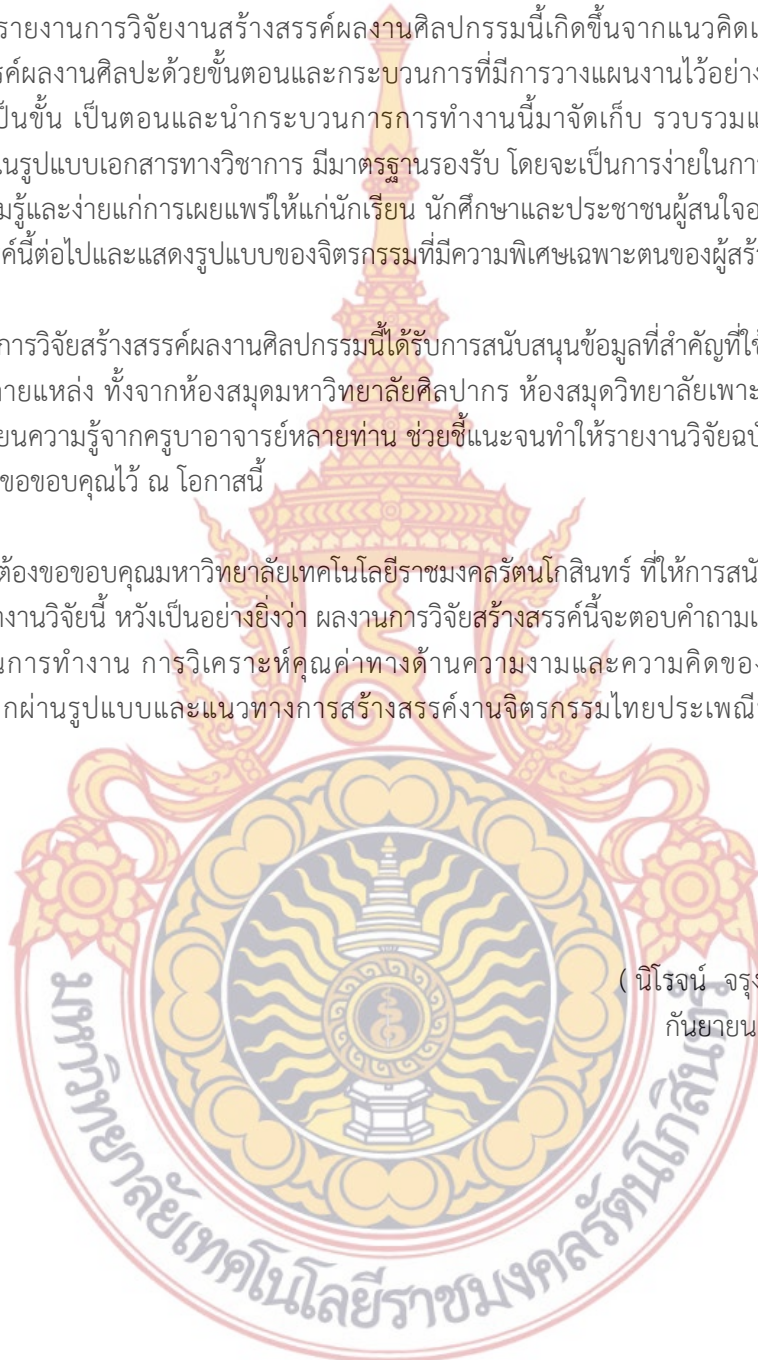 รายงานการวิจัยงานสร้างสรรค์ผลงานศิลปกรรมนี้เกิดขึ้นจากแนวคิดเ
รค์ผลงานศิลปะด้วยขั้นตอนและกระบวนการที่มีการวางแผนงานไว้อย่าง
ป็นขั้น เป็นตอนและนำกระบวนการการทำงานนี้มาจัดเก็บ รวบรวมแ
นรูปแบบเอกสารทางวิชาการ มีมาตรฐานรองรับ โดยจะเป็นการง่ายในการ
มรู้และง่ายแก่การเผยแพร่ให้แก่นักเรียน นักศึกษาและประชาชนผู้สนใจอ
ค์นี้ต่อไปและแสดงรูปแบบของจิตรกรรมที่มีความพิเศษเฉพาะตนของผู้สร้
การวิจัยสร้างสรรค์ผลงานศิลปกรรมนี้ได้รับการสนับสนุนข้อมูลที่สำคัญที่ใช้
ายแหล่ง ทั้งจากห้องสมุดมหาวิทยาลัยศิลปากร ห้องสมุดวิทยาลัยเพาะ
ยนความรู้จากครูบาอาจารย์หลายท่าน ช่วยชี้แนะจนทำให้รายงานวิจัยฉบั
ขอขอบคุณไว้ ณ โอกาสนี้
ต้องขอขอบคุณมหาวิทยาลัยเทคโนโลยีราชมงคลรัตนโกสินทร์ ที่ให้การสนั
างานวิจัยนี้ หวังเป็นอย่างยิ่งว่า ผลงานการวิจัยสร้างสรรค์นี้จะตอบคำถามเ
นการทำงาน การวิเคราะห์คุณค่าทางด้านความงามและความคิดของ
กผ่านรูปแบบและแนวทางการสร้างสรรค์งานจิตรกรรมไทยประเพณี
( นิโรจน์ จรุง
กันยายน
มหาวิทยาลัยเทคโนโลยีราชมงคลรัตนโกสินทร์